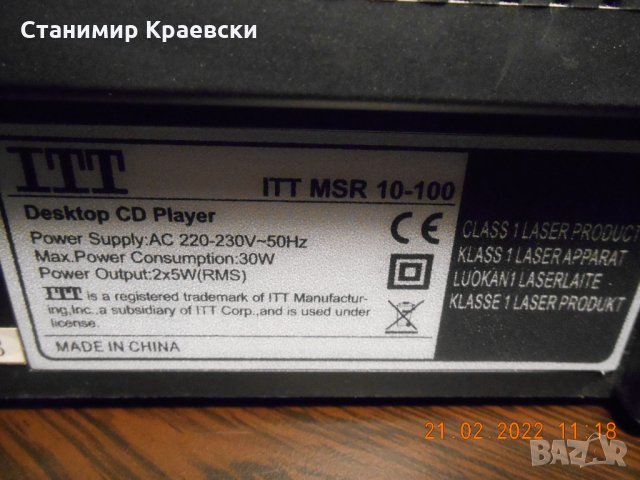 Станимир Краевски
ITT
ITT MSR 10-100
Desktop CD Player
Power Supply:AC 220-230V~50Hz
Max.Power Consumption:30W
Power Output:2x5W(RMS)
ITT is a registered trademark of ITT Manufactur-
ing,Inc.,a subsidiary of ITT Corp.,and is used under
license.
MADE IN CHINA
CE
CLASS 1 LASER PRODUCT
KLASS 1 LASER APPARAT
LUOKAN1 LASERLAITE
KLASSE 1 LASER PRODUKT
21.02.2022 11:18
BAZAR